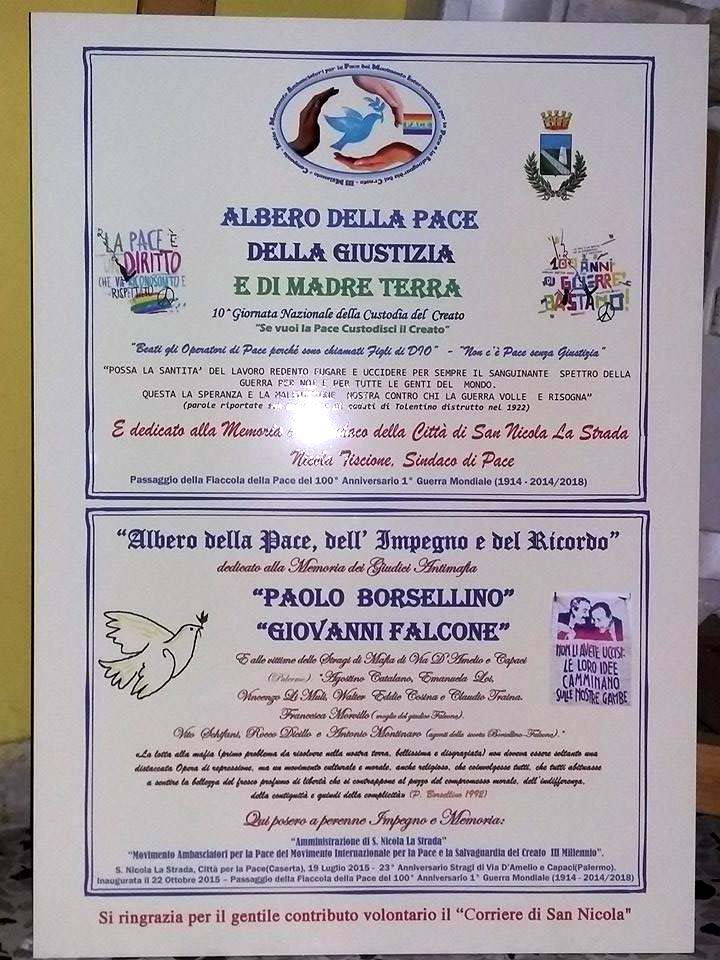 PACE
ALBERO DELLA PACE
DELLA GIUSTIZIA
E DI MADRE TERRA
LA PACE È
DIRITTO
CHE VA RICONOSCIUTO E
RISPETTATO
100 ANNI
DI GUERRE
BASTAMO!
10^ Giornata Nazionale della Custodia del Creato
"Se vuoi la Pace Custodisci il Creato"
"Beati gli Operatori di Pace perché sono chiamati Figli di DIO" - "Non c'è Pace senza Giustizia"
"POSSA LA SANTITA' DEL LAVORO REDENTO FUGARE E UCCIDERE PER SEMPRE IL SANGUINANTE SPETTRO DELLA
GUERRA PER NOI E PER TUTTE LE GENTI DEL MONDO.
QUESTA LA SPERANZA E LA MALEDIZIONE NOSTRA CONTRO CHI LA GUERRA VOLLE E RISOGNA"
(parole riportate caduti di Tolentino distrutto nel 1922)
E dedicato alla Memoria Sindaco della Città di San Nicola La Strada
Nicola Tiscione, Sindaco di Pace
Passaggio della Fiaccola della Pace del 100° Anniversario 1° Guerra Mondiale (1914 - 2014/2018)
"Albero della Pace, dell' Impegno e del Ricordo"
dedicato alla Memoria dei Giudici Antimafia
"PAOLO BORSELLINO"
"GIOVANNI FALCONE"
E alle vittime delle Stragi di Mafia di Via D'Amelio e Capaci
(Palermo). "Agostino Catalano, Emanuela Loi,
Vincenzo Li Muli, Walter Eddie Cosina e Claudio Traina.
Francesca Morvillo (moglie del giudice Falcone).
Vito Schifani, Rocco Dicillo e Antonio Montinaro (agenti della scorta Borsellino-Falcone)."
NON LI AVETE UCCISI:
LE LORO IDEE
CAMMINANO
SULLE NOSTRE GAMBE
«La lotta alla mafia (primo problema da risolvere nella nostra terra, bellissima e disgraziata) non doveva essere soltanto una
distaccata Opera di repressione, ma un movimento culturale e morale, anche religioso, che coinvolgesse tutti, che tutti abituasse
a sentire la bellezza del fresco profumo di libertà che si contrappone al puzzo del compromesso morale, dell'indifferenza,
della contiguità e quindi della complicità» (P. Borsellino 1992)
Qui posero a perenne Impegno e Memoria:
"Amministrazione di S. Nicola La Strada"
"Movimento Ambasciatori per la Pace del Movimento Internazionale per la Pace e la Salvaguardia del Creato III Millennio".
S. Nicola La Strada, Città per la Pace(Caserta), 19 Luglio 2015 - 23° Anniversario Stragi di Via D'Amelio e Capaci(Palermo).
Inaugurata il 22 Ottobre 2015 – Passaggio della Fiaccola della Pace del 100° Anniversario 1° Guerra Mondiale (1914 - 2014/2018)
Si ringrazia per il gentile contributo volontario il "Corriere di San Nicola"